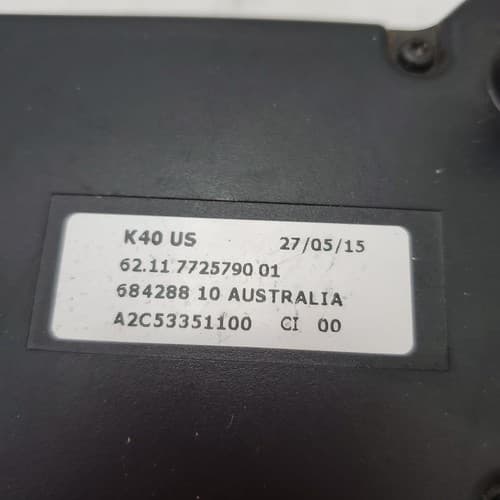 K40 US 27/05/15
62.11 7725790 01
684288 10 AUSTRALIA
A2C53351100 CI 00